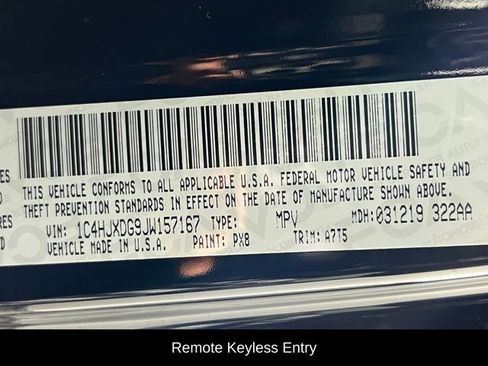 THIS VEHICLE CONFORMS TO ALL APPLICABLE U.S.A. FEDERAL MOTOR VEHICLE SAFETY AND
THEFT PREVENTION STANDARDS IN EFFECT ON THE DATE OF MANUFACTURE SHOWN ABOVE.
VIN: 1C4HJXDG9JW157167 TYPE: MPV MDH: 031219 322AA
VEHICLE MADE IN U.S.A. PAINT: PX8 TRIM: A7T5
Remote Keyless Entry